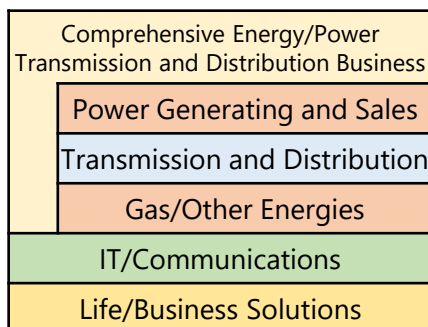 Comprehensive Energy/Power
Transmission and Distribution Business
Power Generating and Sales
Transmission and Distribution
Gas/Other Energies
IT/Communications
Life/Business Solutions